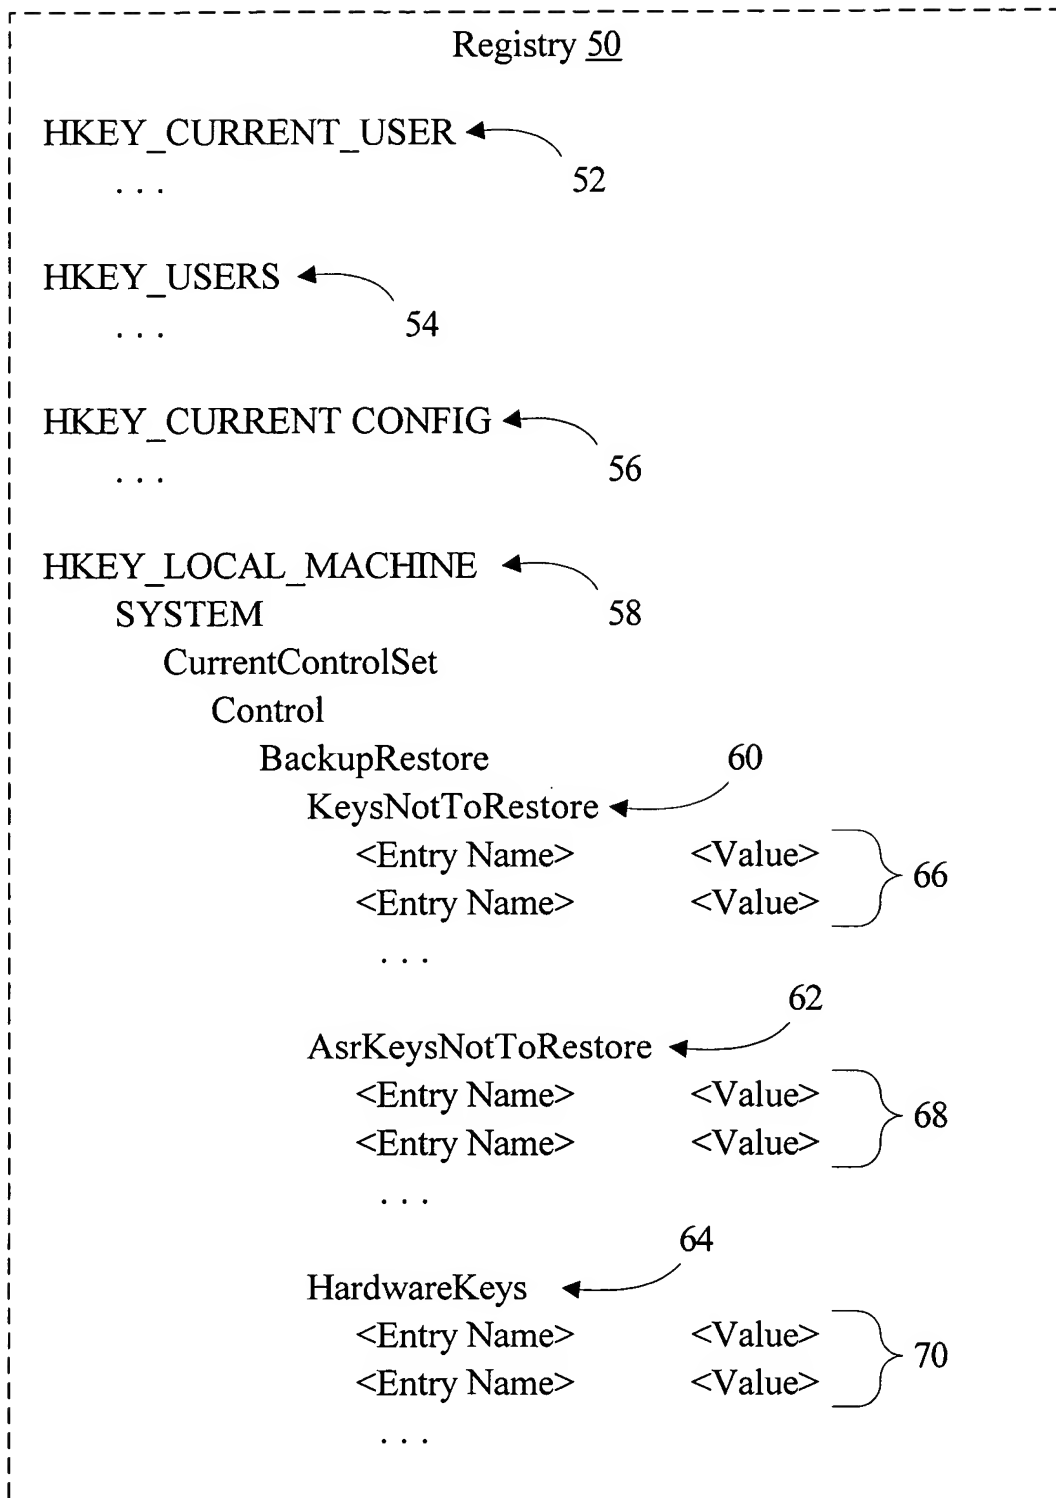 Registry 50
HKEY_CURRENT_USER
52
. . .
HKEY_USERS
54
. . .
HKEY_CURRENT CONFIG
56
. . .
HKEY_LOCAL_MACHINE
58
SYSTEM
CurrentControlSet
Control
BackupRestore 60
KeysNotToRestore
<Entry Name> <Value>
66
<Entry Name> <Value>
. . .
62
AsrKeysNotToRestore
<Entry Name> <Value>
68
<Entry Name> <Value>
. . .
64
HardwareKeys
<Entry Name> <Value>
70
<Entry Name> <Value>
. . .